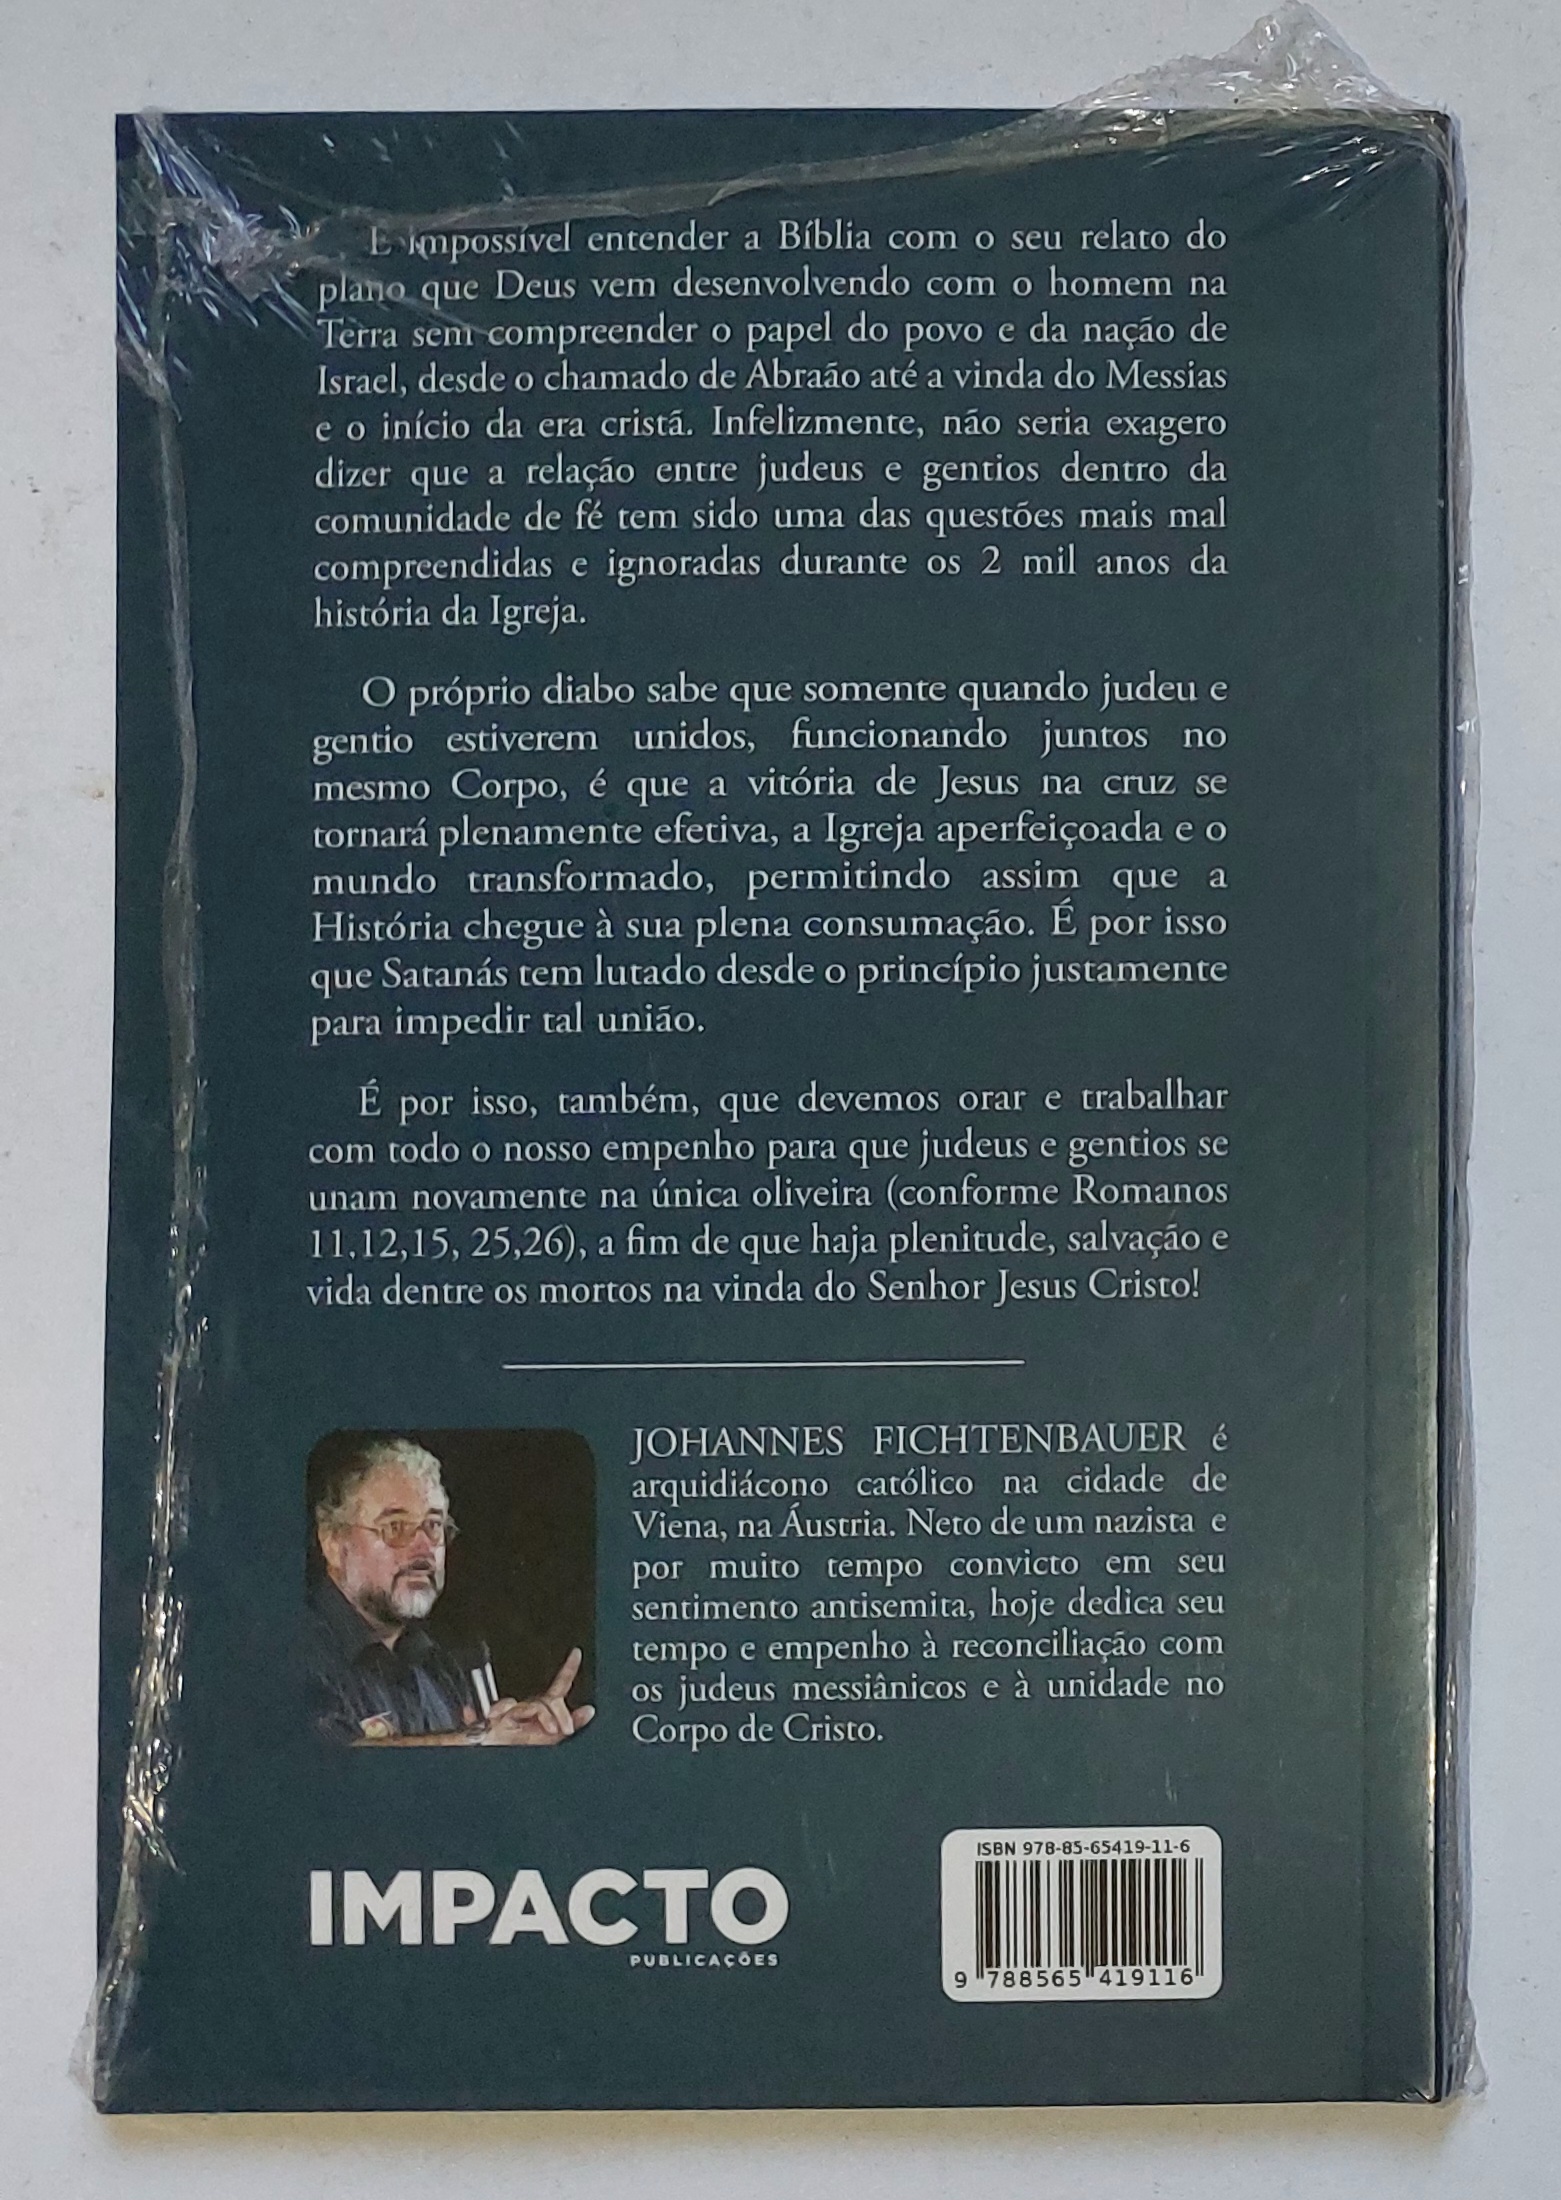 É impossível entender a Bíblia com o seu relato do
plano que Deus vem desenvolvendo com o homem na
Terra sem compreender o papel do povo e da nação de
Israel, desde o chamado de Abraão até a vinda do Messias
e o início da era cristã. Infelizmente, não seria exagero
dizer que a relação entre judeus e gentios dentro da
comunidade de fé tem sido uma das questões mais mal
compreendidas e ignoradas durante os 2 mil anos da
história da Igreja.
O próprio diabo sabe que somente quando judeu e
gentio estiverem unidos, funcionando juntos no
mesmo Corpo, é que a vitória de Jesus na cruz se
tornará plenamente efetiva, a Igreja aperfeiçoada e o
mundo transformado, permitindo assim que a
História chegue à sua plena consumação. É por isso
que Satanás tem lutado desde o princípio justamente
para impedir tal união.
É por isso, também, que devemos orar e trabalhar
com todo o nosso empenho para que judeus e gentios se
unam novamente na única oliveira (conforme Romanos
11.12,15, 25,26), a fim de que haja plenitude, salvação e
vida dentre os mortos na vinda do Senhor Jesus Cristo!
JOHANNES FICHTENBAUER é
arquidiácono católico na cidade de
Viena, na Áustria. Neto de um nazista e
por muito tempo convicto em seu
sentimento antisemita, hoje dedica seu
tempo e empenho à reconciliação com
os judeus messiânicos e à unidade no
Corpo de Cristo.
IMPACTO
PUBLICAÇÕES
ISBN 978-85-65419-11-6
9 788565 419116